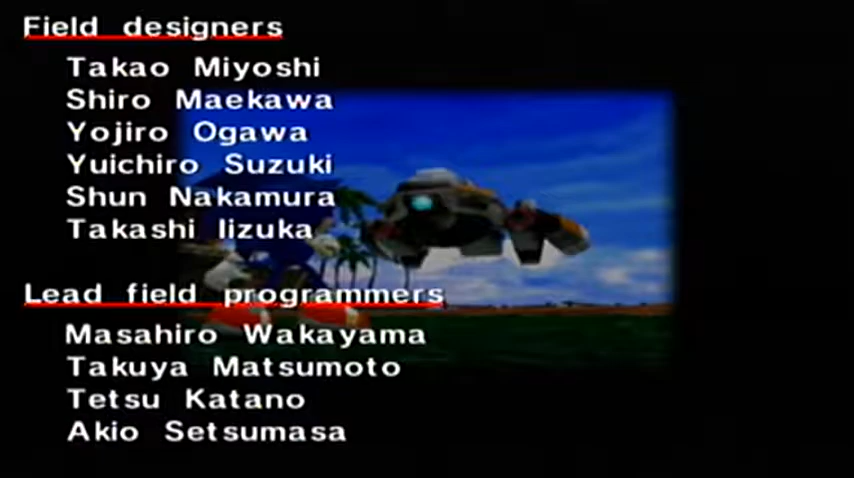 Field designers
Takao Miyoshi
Shiro Maekawa
Yojiro Ogawa
Yuichiro Suzuki
Shun Nakamura
Takashi Iizuka
Lead field programmers
Masahiro Wakayama
Takuya Matsumoto
Tetsu Katano
Akio Setsumasa